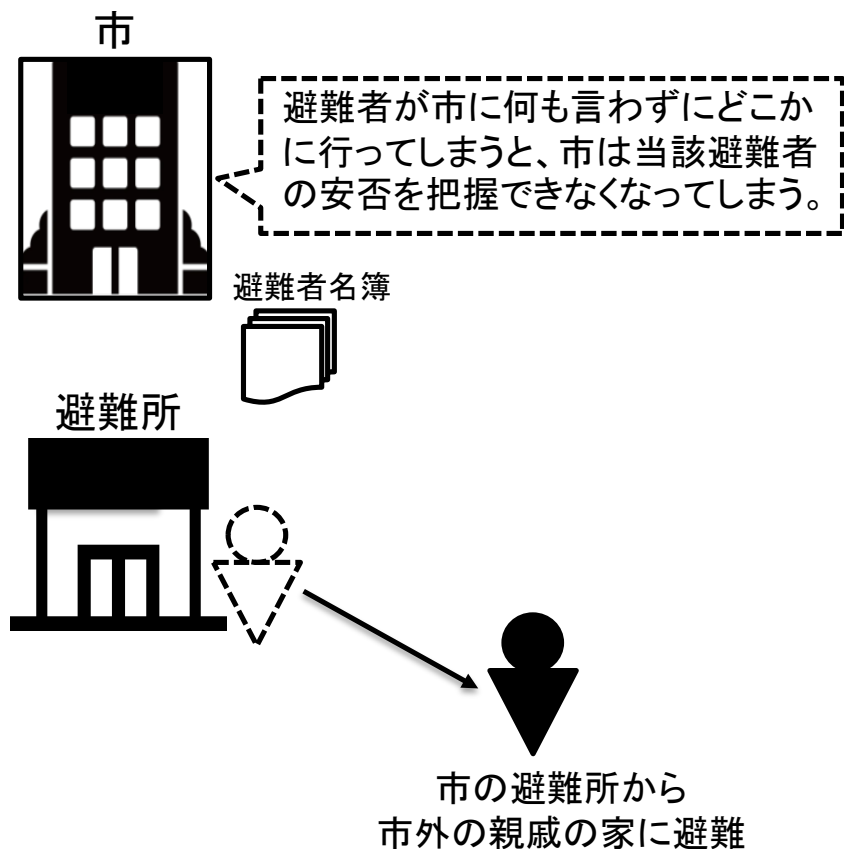 市
避難者が市に何も言わずにどこか
に行ってしまうと、市は当該避難者
の安否を把握できなくなってしまう。
避難者名簿
避難所
市の避難所から
市外の親戚の家に避難